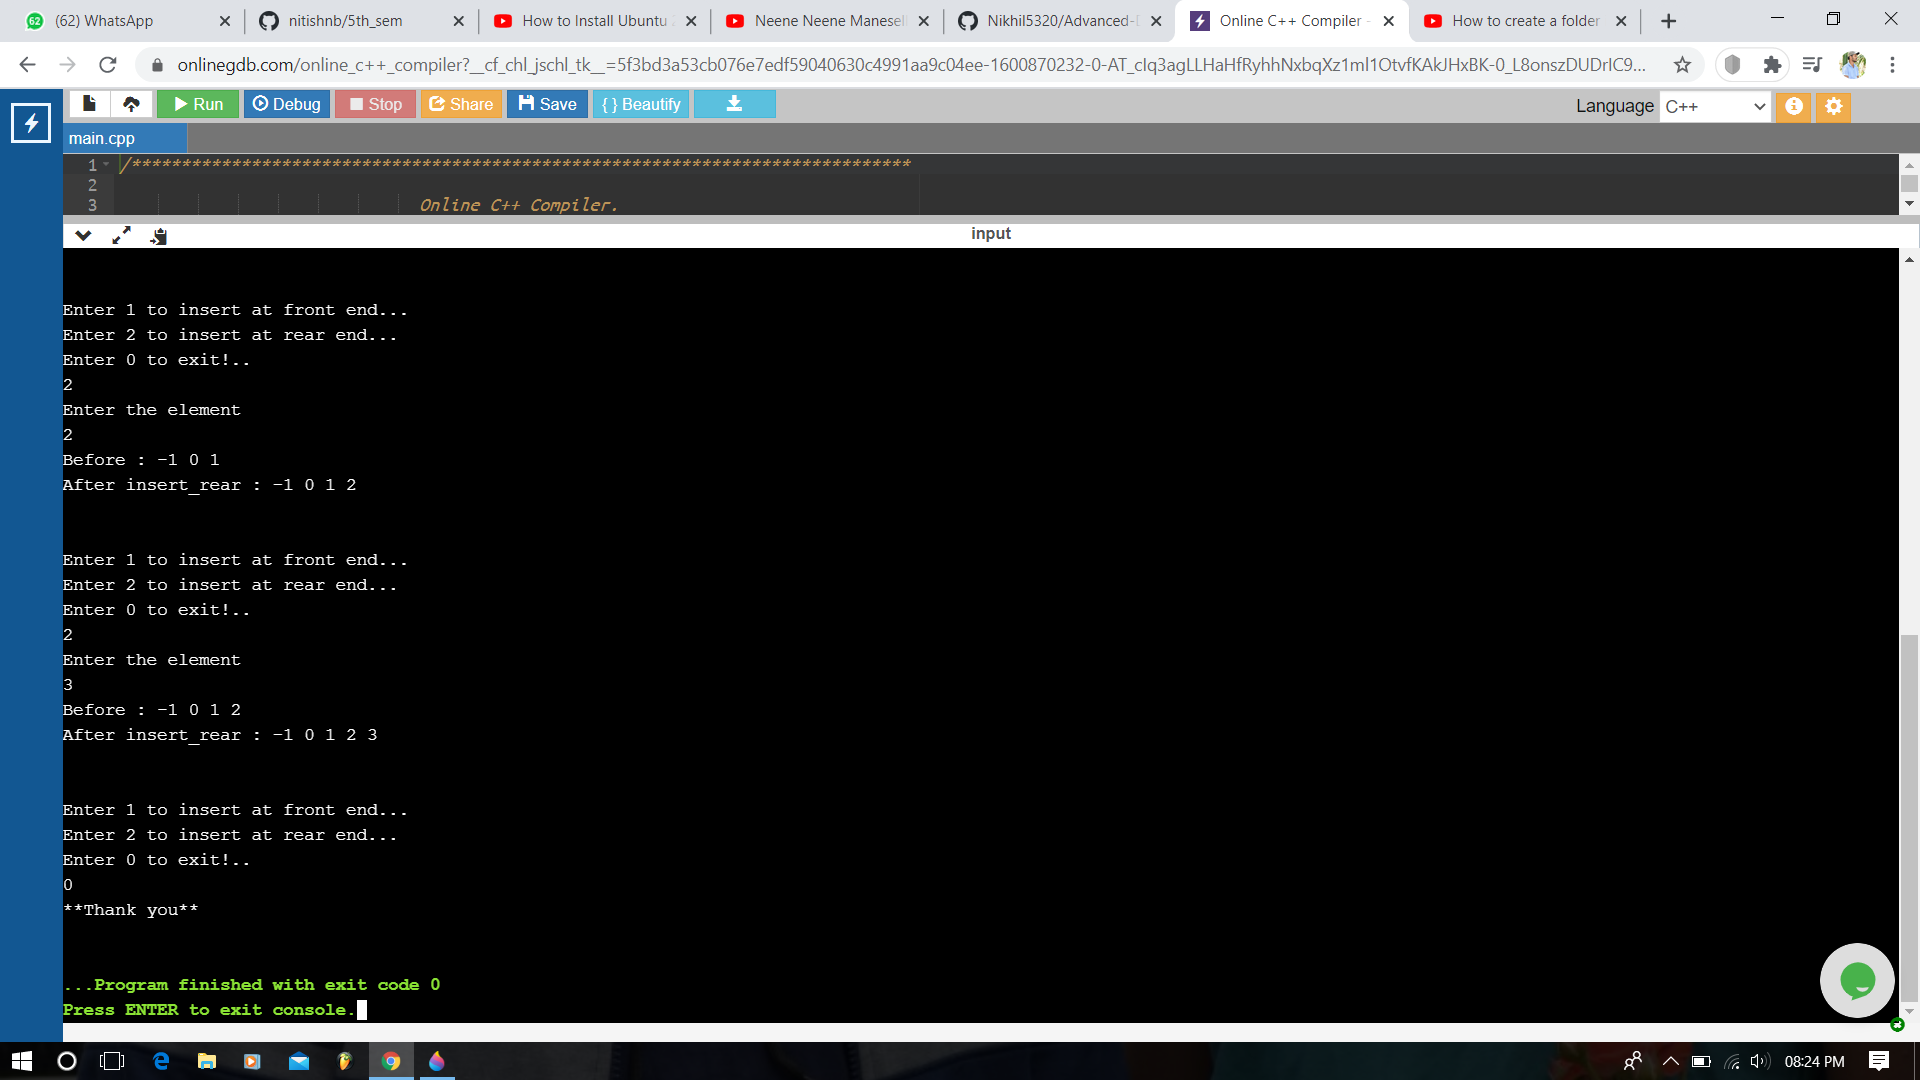 (62) WhatsApp
nitishnb/5th_sem
How to Install Ubuntu
Neene Neene Manesel
Nikhil5320/Advanced-D
Online C++ Compiler -
How to create a folder
onlinegdb.com/online_c++_compiler?__cf_chl_jschl_tk__=5f3bd3a53cb076e7edf59040630c4991aa9c04ee-1600870232-0-AT_cIq3agLLHaHfRyhhNxbqXz1ml1OtvfKAkJHxBK-0_L8onszDUDrIC9...
Run Debug Stop Share Save { } Beautify
Language C++
main.cpp
1 /******************************************************************************
2
3 Online C++ Compiler.
input
Enter 1 to insert at front end...
Enter 2 to insert at rear end...
Enter 0 to exit!..
2
Enter the element
2
Before : -1 0 1
After insert_rear : -1 0 1 2
Enter 1 to insert at front end...
Enter 2 to insert at rear end...
Enter 0 to exit!..
2
Enter the element
3
Before : -1 0 1 2
After insert_rear : -1 0 1 2 3
Enter 1 to insert at front end...
Enter 2 to insert at rear end...
Enter 0 to exit!..
0
**Thank you**
...Program finished with exit code 0
Press ENTER to exit console.
08:24 PM